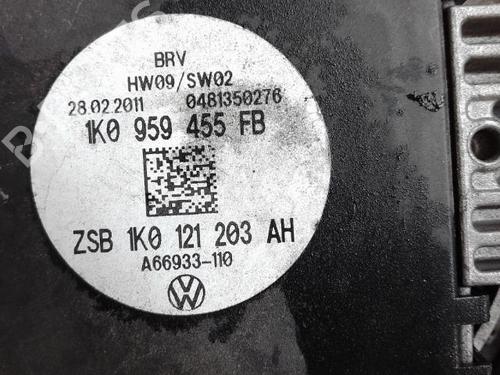 BRV
HW09/SW02
28.02.2011 0481350276
1K0 959 455 FB
ZSB 1K0 121 203 AH
A66933-110